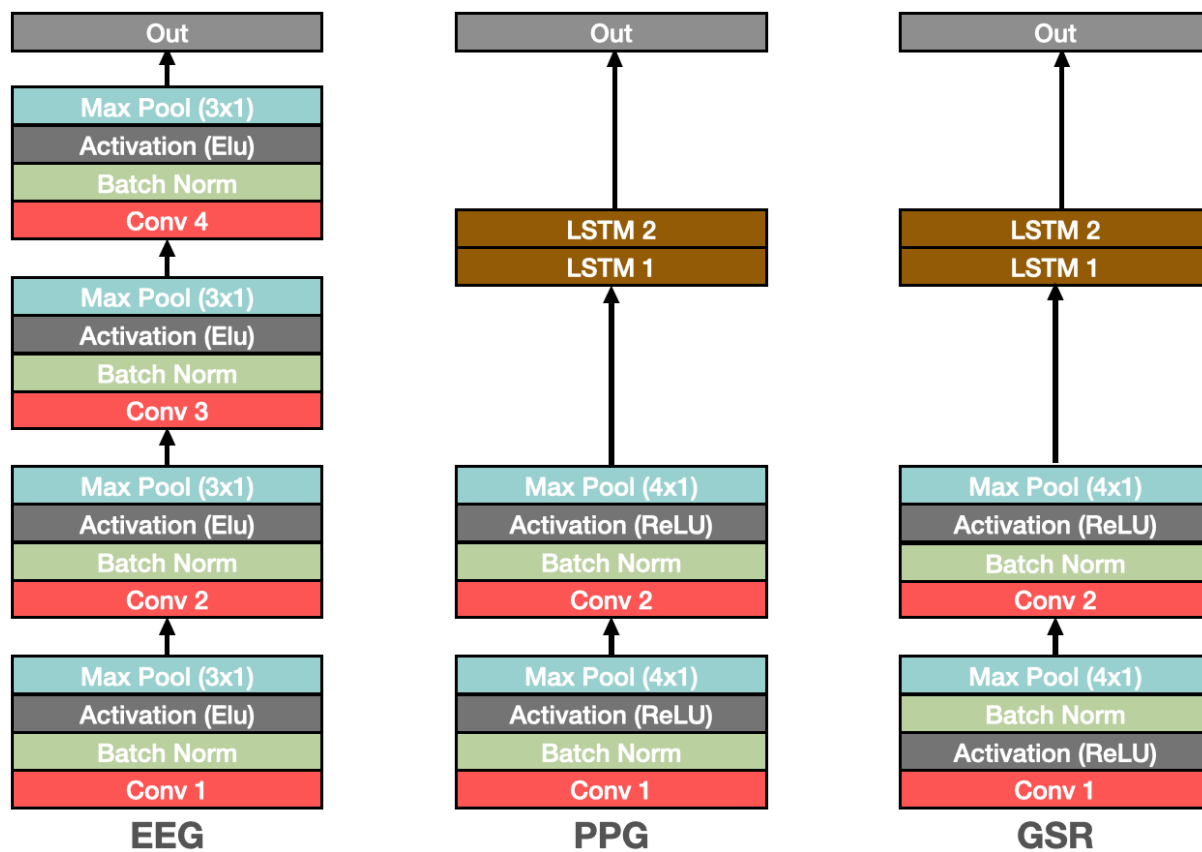 Out
Max Pool (3x1)
Activation (Elu)
Batch Norm
Conv 4
Max Pool (3x1)
Activation (Elu)
Batch Norm
Conv 3
Max Pool (3x1)
Activation (Elu)
Batch Norm
Conv 2
Max Pool (3x1)
Activation (Elu)
Batch Norm
Conv 1
EEG
Out
LSTM 2
LSTM 1
Max Pool (4x1)
Activation (ReLU)
Batch Norm
Conv 2
Max Pool (4x1)
Activation (ReLU)
Batch Norm
Conv 1
PPG
Out
LSTM 2
LSTM 1
Max Pool (4x1)
Activation (ReLU)
Batch Norm
Conv 2
Max Pool (4x1)
Batch Norm
Activation (ReLU)
Conv 1
GSR